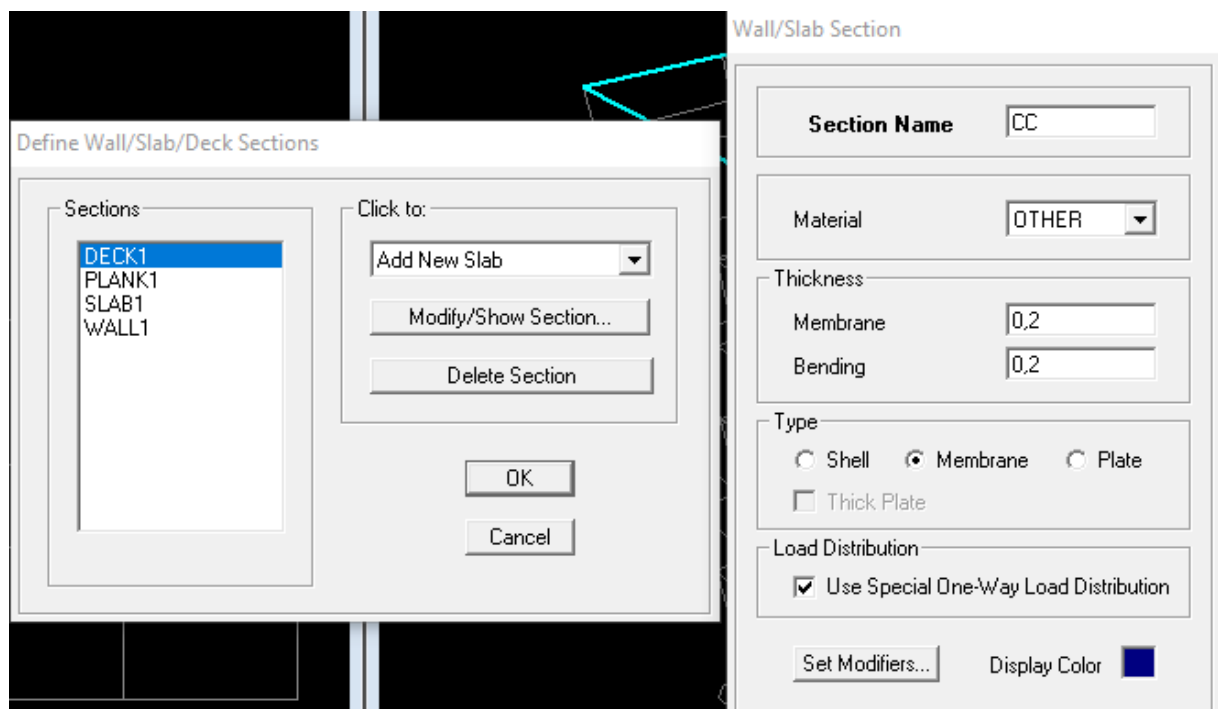 Define Wall/Slab/Deck Sections
Sections
DECK1
PLANK1
SLAB1
WALL1
Click to:
Add New Slab
Modify/Show Section...
Delete Section
OK
Cancel
Wall/Slab Section
Section Name CC
Material OTHER
Thickness
Membrane 0,2
Bending 0,2
Type
Shell Membrane Plate
Thick Plate
Load Distribution
Use Special One-Way Load Distribution
Set Modifiers... Display Color